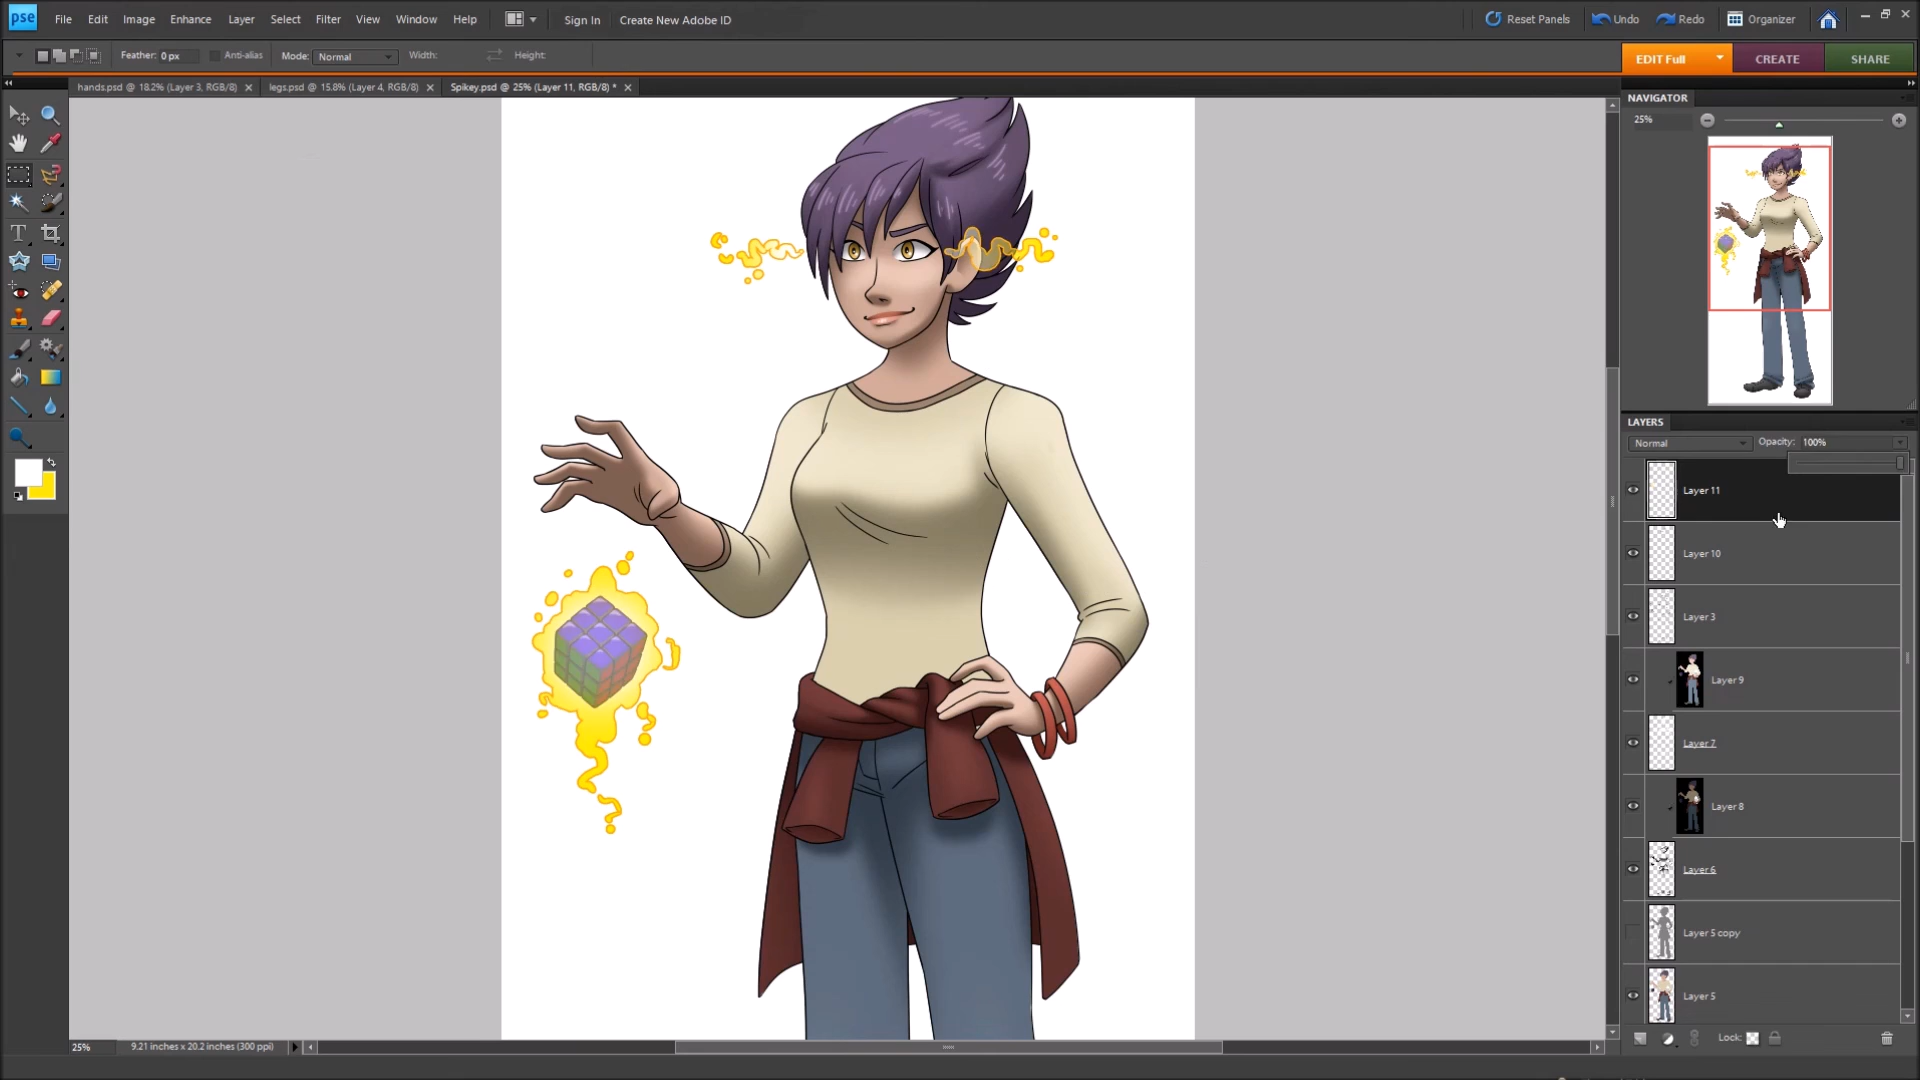 pse File Edit Image Enhance Layer Select Filter View Window Help Sign In Create New Adobe ID Reset Panels Undo Redo Organizer
Feather: 0 px Anti-alias Mode: Normal Width: Height: EDIT Full CREATE SHARE
hands.psd @ 18.2% (Layer 3, RGB/8) legs.psd @ 15.8% (Layer 4, RGB/8) Spikey.psd @ 25% (Layer 11, RGB/8) *
NAVIGATOR
25%
LAYERS
Normal Opacity: 100%
Layer 11
Layer 10
Layer 3
Layer 9
Layer 7
Layer 8
Layer 6
Layer 5 copy
Layer 5
Lock:
25% 9.21 inches x 20.2 inches (300 ppi)